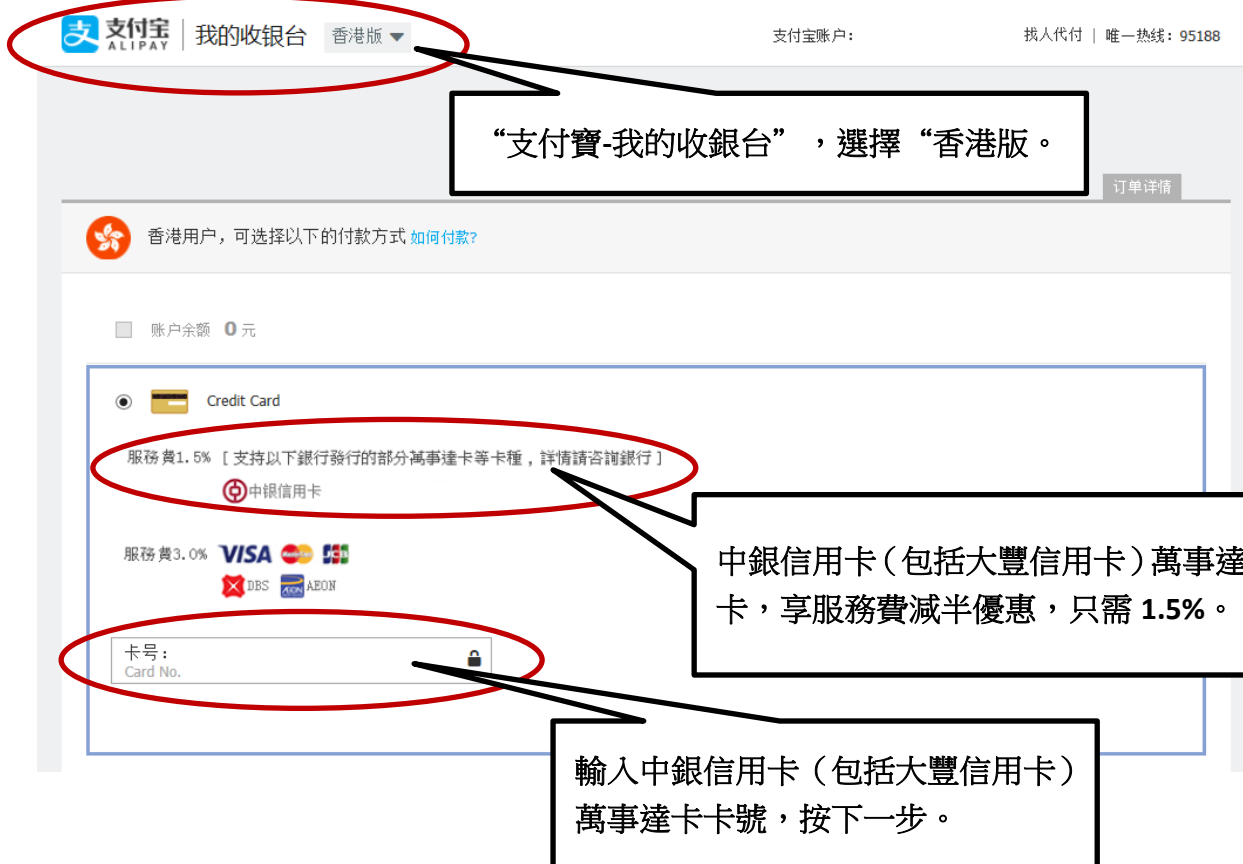 支 支付宝 ALIPAY 我的收银台 香港版
支付宝账户： 找人代付 | 唯一热线：95188
“支付寶-我的收銀台”，選擇“香港版。
订单详情
香港用户，可选择以下的付款方式 如何付款?
账户余额 0 元
Credit Card
服務費1.5% [ 支持以下銀行發行的部分萬事達卡等卡種，詳情請咨詢銀行 ]
中银信用卡
服務費3.0% VISA MasterCard JCB
DBS AEON AEON
中銀信用卡（包括大豐信用卡）萬事達
卡，享服務費減半優惠，只需 1.5%。
卡号：
Card No.
輸入中銀信用卡（包括大豐信用卡）
萬事達卡卡號，按下一步。